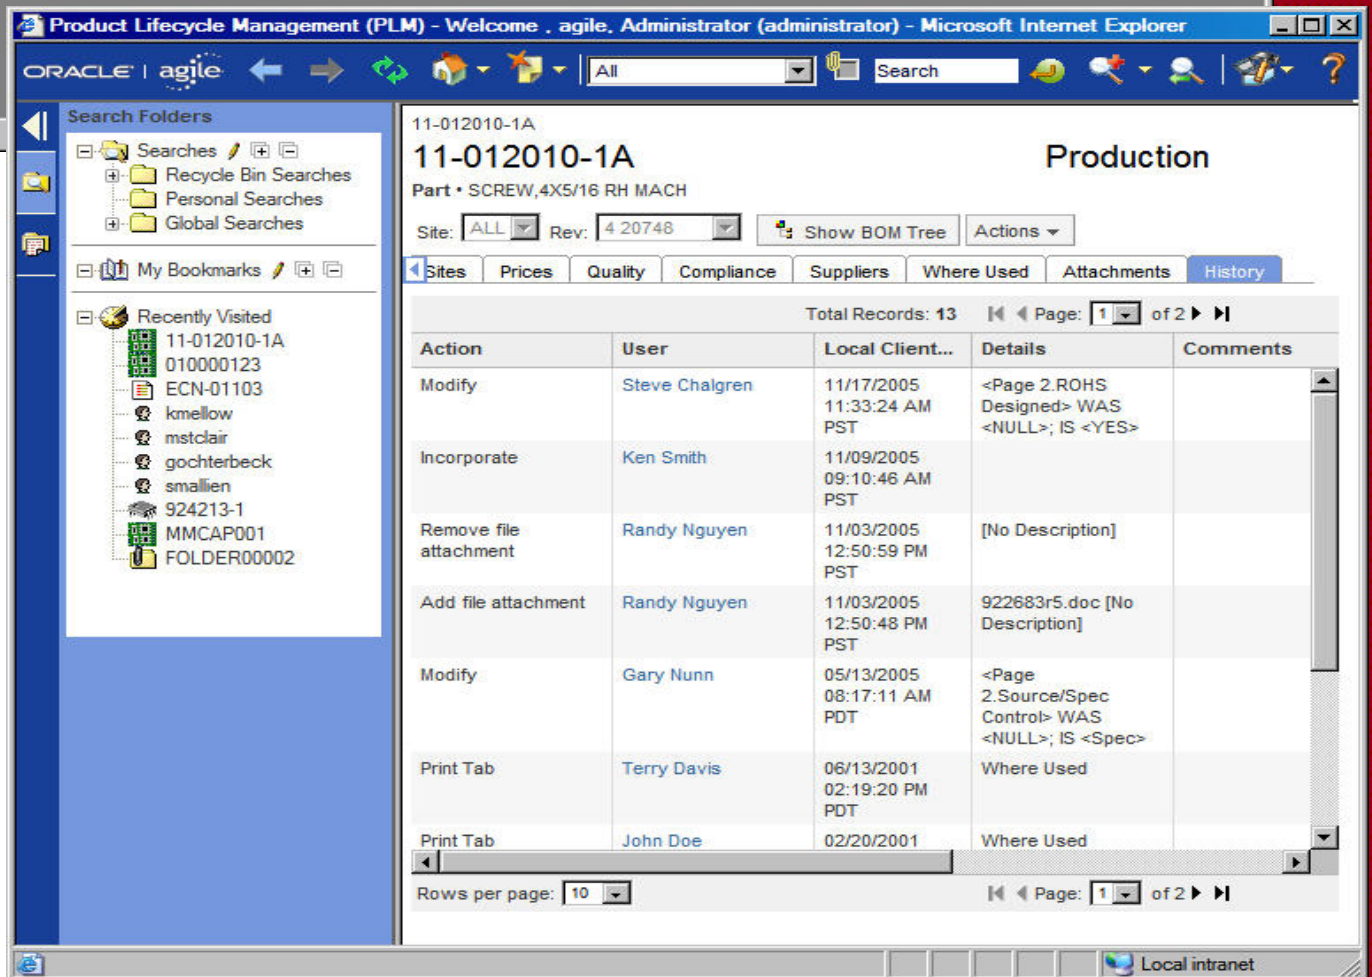 Product Lifecycle Management (PLM) - Welcome , agile, Administrator (administrator) - Microsoft Internet Explorer
ORACLE | agile All Search
Search Folders
Searches
Recycle Bin Searches
Personal Searches
Global Searches
My Bookmarks
Recently Visited
11-012010-1A
010000123
ECN-01103
kmellow
mstclair
gochterbeck
smallien
924213-1
MMCAP001
FOLDER00002
11-012010-1A
11-012010-1A Production
Part • SCREW,4X5/16 RH MACH
Site: ALL Rev: 4 20748 Show BOM Tree Actions
Sites Prices Quality Compliance Suppliers Where Used Attachments History
Total Records: 13 Page: 1 of 2
Action User Local Client... Details Comments
Modify Steve Chalgren 11/17/2005 <Page 2.ROHS
11:33:24 AM Designed> WAS
PST <NULL>; IS <YES>
Incorporate Ken Smith 11/09/2005
09:10:46 AM
PST
Remove file Randy Nguyen 11/03/2005 [No Description]
attachment 12:50:59 PM
PST
Add file attachment Randy Nguyen 11/03/2005 922683r5.doc [No
12:50:48 PM Description]
PST
Modify Gary Nunn 05/13/2005 <Page
08:17:11 AM 2.Source/Spec
PDT Control> WAS
<NULL>; IS <Spec>
Print Tab Terry Davis 06/13/2001 Where Used
02:19:20 PM
PDT
Print Tab John Doe 02/20/2001 Where Used
Rows per page: 10 Page: 1 of 2
Local intranet